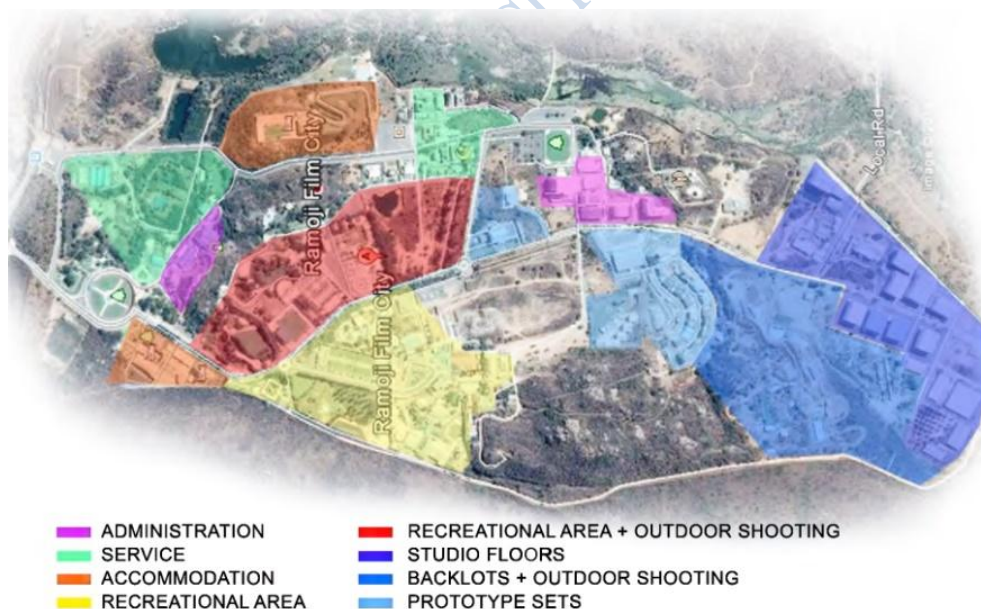 Ramoji Film City
Ramoji Film City
Local Rd
ADMINISTRATION
SERVICE
ACCOMMODATION
RECREATIONAL AREA
RECREATIONAL AREA + OUTDOOR SHOOTING
STUDIO FLOORS
BACKLOTS + OUTDOOR SHOOTING
PROTOTYPE SETS